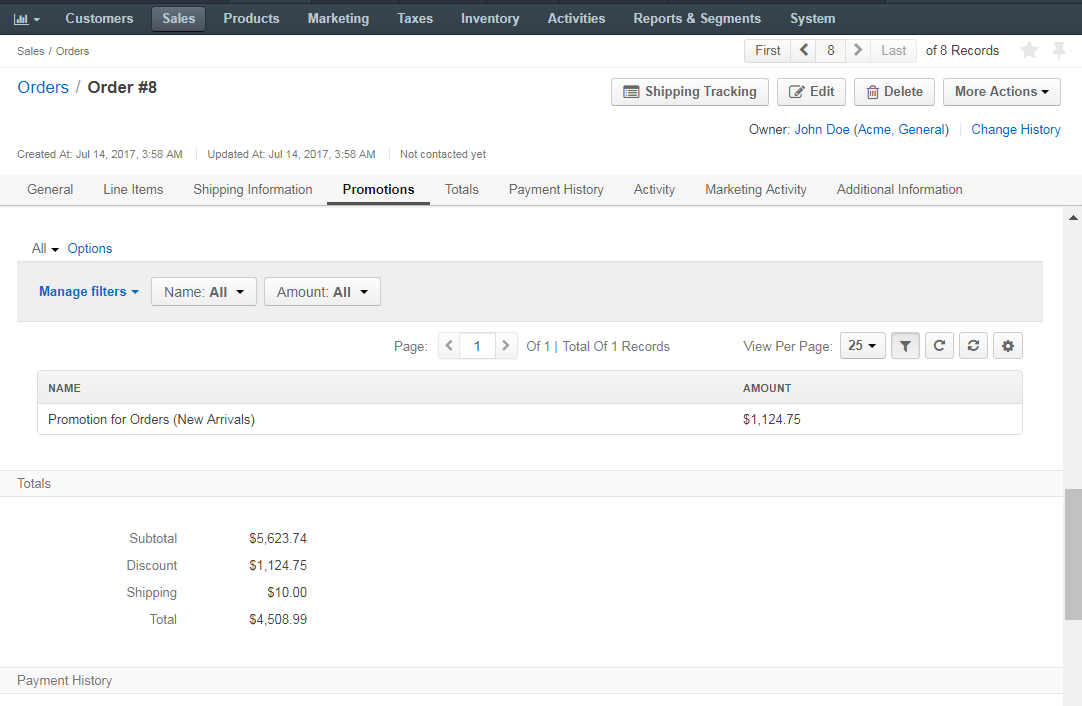 Customers Sales Products Marketing Taxes Inventory Activities Reports & Segments System
Sales / Orders
First 8 Last of 8 Records
Orders / Order #8
Shipping Tracking Edit Delete More Actions
Owner: John Doe (Acme, General) Change History
Created At: Jul 14, 2017, 3:58 AM Updated At: Jul 14, 2017, 3:58 AM Not contacted yet
General Line Items Shipping Information Promotions Totals Payment History Activity Marketing Activity Additional Information
All Options
Manage filters Name: All Amount: All
Page: 1 Of 1 | Total Of 1 Records View Per Page: 25
NAME AMOUNT
Promotion for Orders (New Arrivals) $1,124.75
Totals
Subtotal $5,623.74
Discount $1,124.75
Shipping $10.00
Total $4,508.99
Payment History